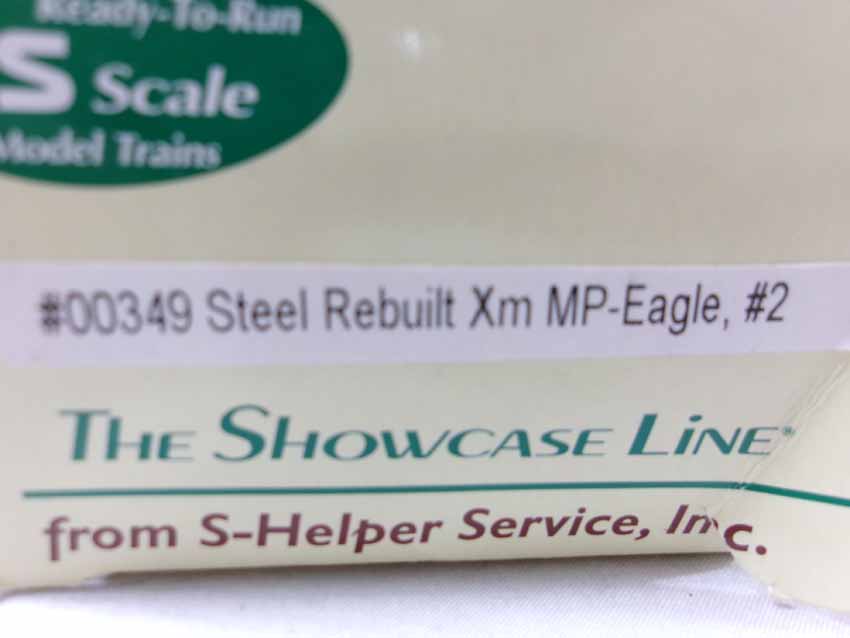 Ready-To-Run
S Scale
Model Trains
#00349 Steel Rebuilt Xm MP-Eagle, #2
THE SHOWCASE LINE®
from S-Helper Service, Inc.